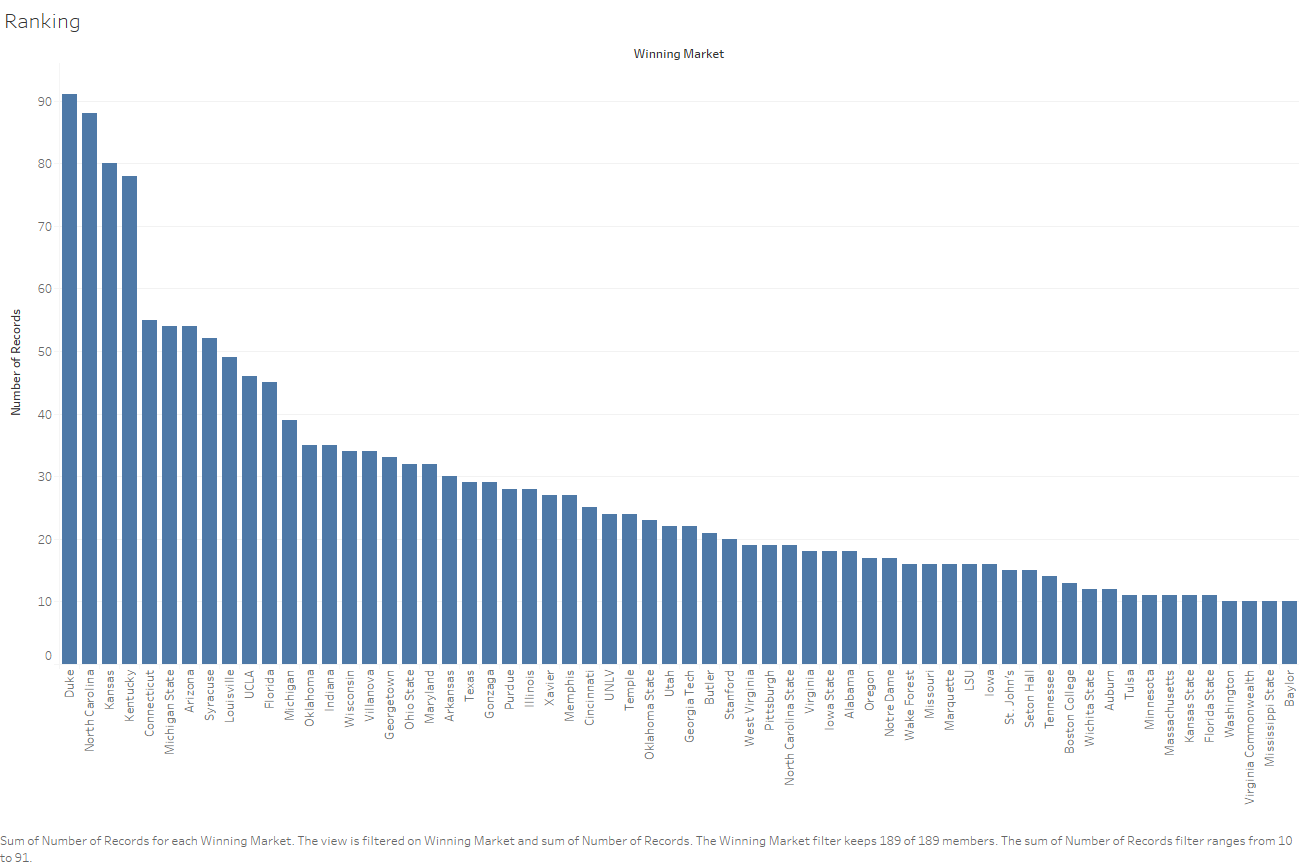 Ranking
Winning Market
Number of Records
90
80
70
60
50
40
30
20
10
0
Duke
North Carolina
Kansas
Kentucky
Connecticut
Michigan State
Arizona
Syracuse
Louisville
UCLA
Florida
Michigan
Oklahoma
Indiana
Wisconsin
Villanova
Georgetown
Ohio State
Maryland
Arkansas
Texas
Gonzaga
Purdue
Illinois
Xavier
Memphis
Cincinnati
UNLV
Temple
Oklahoma State
Utah
Georgia Tech
Butler
Stanford
West Virginia
Pittsburgh
North Carolina State
Virginia
Iowa State
Alabama
Oregon
Notre Dame
Wake Forest
Missouri
Marquette
LSU
Iowa
St. John's
Seton Hall
Tennessee
Boston College
Wichita State
Auburn
Tulsa
Minnesota
Massachusetts
Kansas State
Florida State
Washington
Virginia Commonwealth
Mississippi State
Baylor
Sum of Number of Records for each Winning Market. The view is filtered on Winning Market and sum of Number of Records. The Winning Market filter keeps 189 of 189 members. The sum of Number of Records filter ranges from 10
to 91.